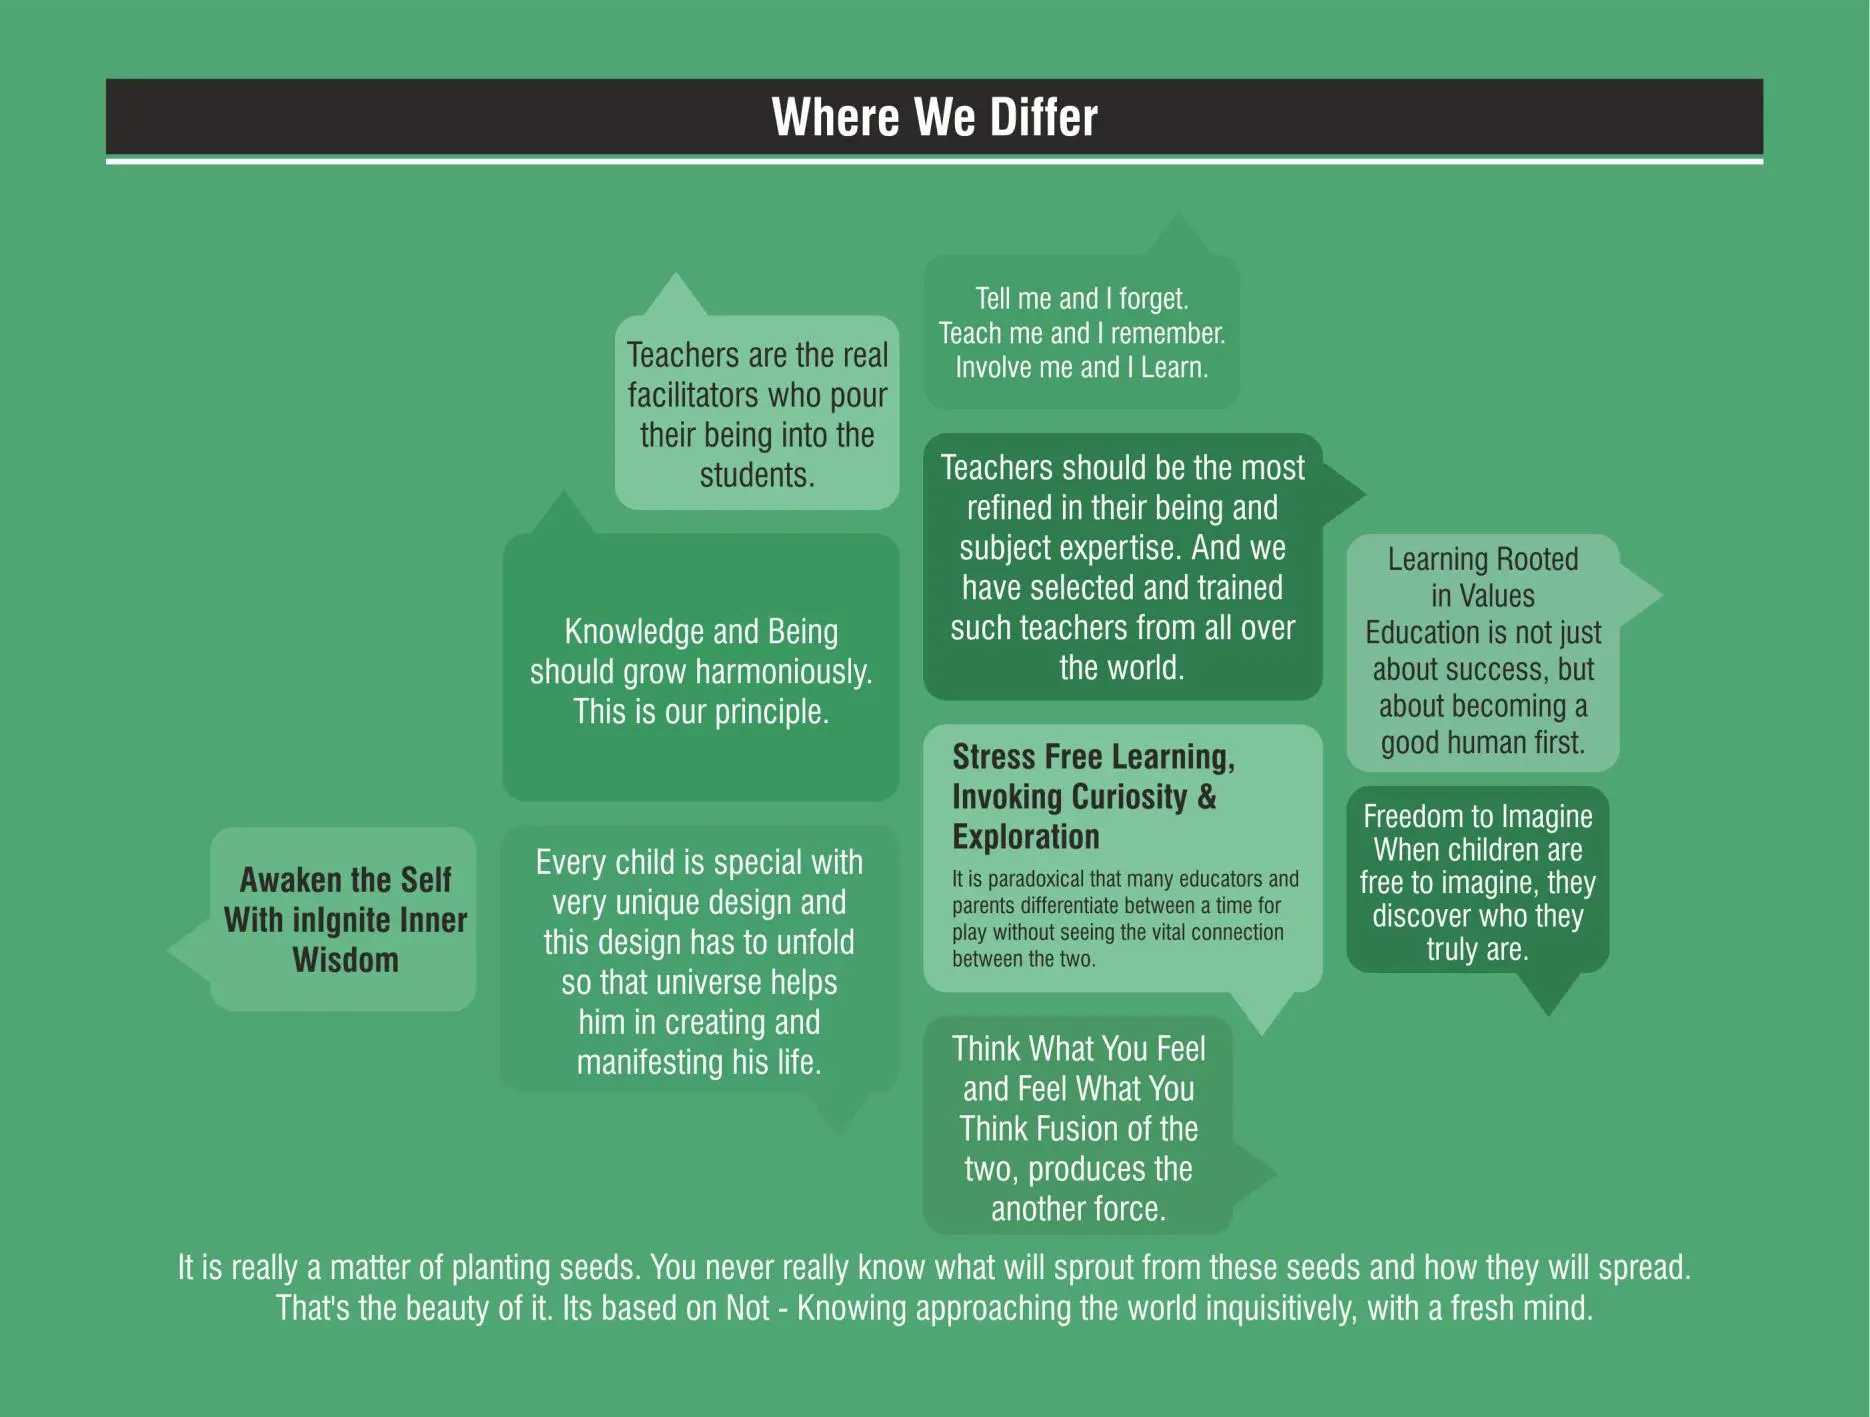 Where We Differ
Tell me and I forget.
Teach me and I remember.
Involve me and I Learn.
Teachers are the real
facilitators who pour
their being into the
students.
Teachers should be the most
refined in their being and
subject expertise. And we
have selected and trained
such teachers from all over
the world.
Learning Rooted
in Values
Education is not just
about success, but
about becoming a
good human first.
Knowledge and Being
should grow harmoniously.
This is our principle.
Stress Free Learning,
Invoking Curiosity &
Exploration
It is paradoxical that many educators and
parents differentiate between a time for
play without seeing the vital connection
between the two.
Freedom to Imagine
When children are
free to imagine, they
discover who they
truly are.
Awaken the Self
With inIgnite Inner
Wisdom
Every child is special with
very unique design and
this design has to unfold
so that universe helps
him in creating and
manifesting his life.
Think What You Feel
and Feel What You
Think Fusion of the
two, produces the
another force.
It is really a matter of planting seeds. You never really know what will sprout from these seeds and how they will spread.
That's the beauty of it. Its based on Not - Knowing approaching the world inquisitively, with a fresh mind.